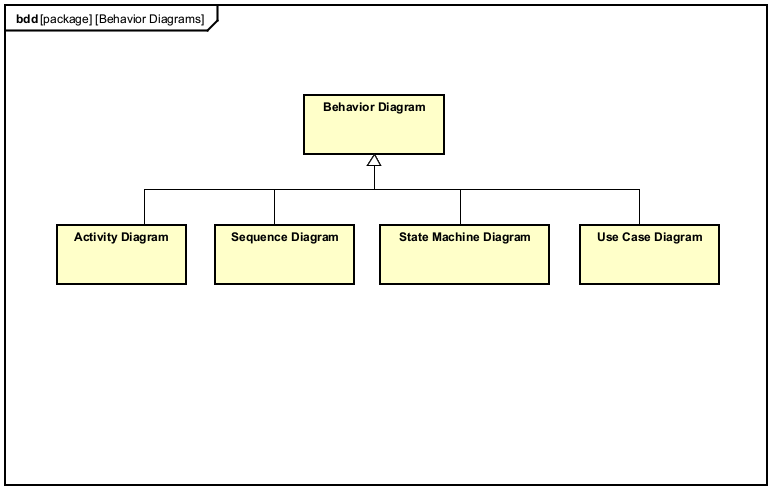 bdd [package] [Behavior Diagrams]
Behavior Diagram
Activity Diagram
Sequence Diagram
State Machine Diagram
Use Case Diagram